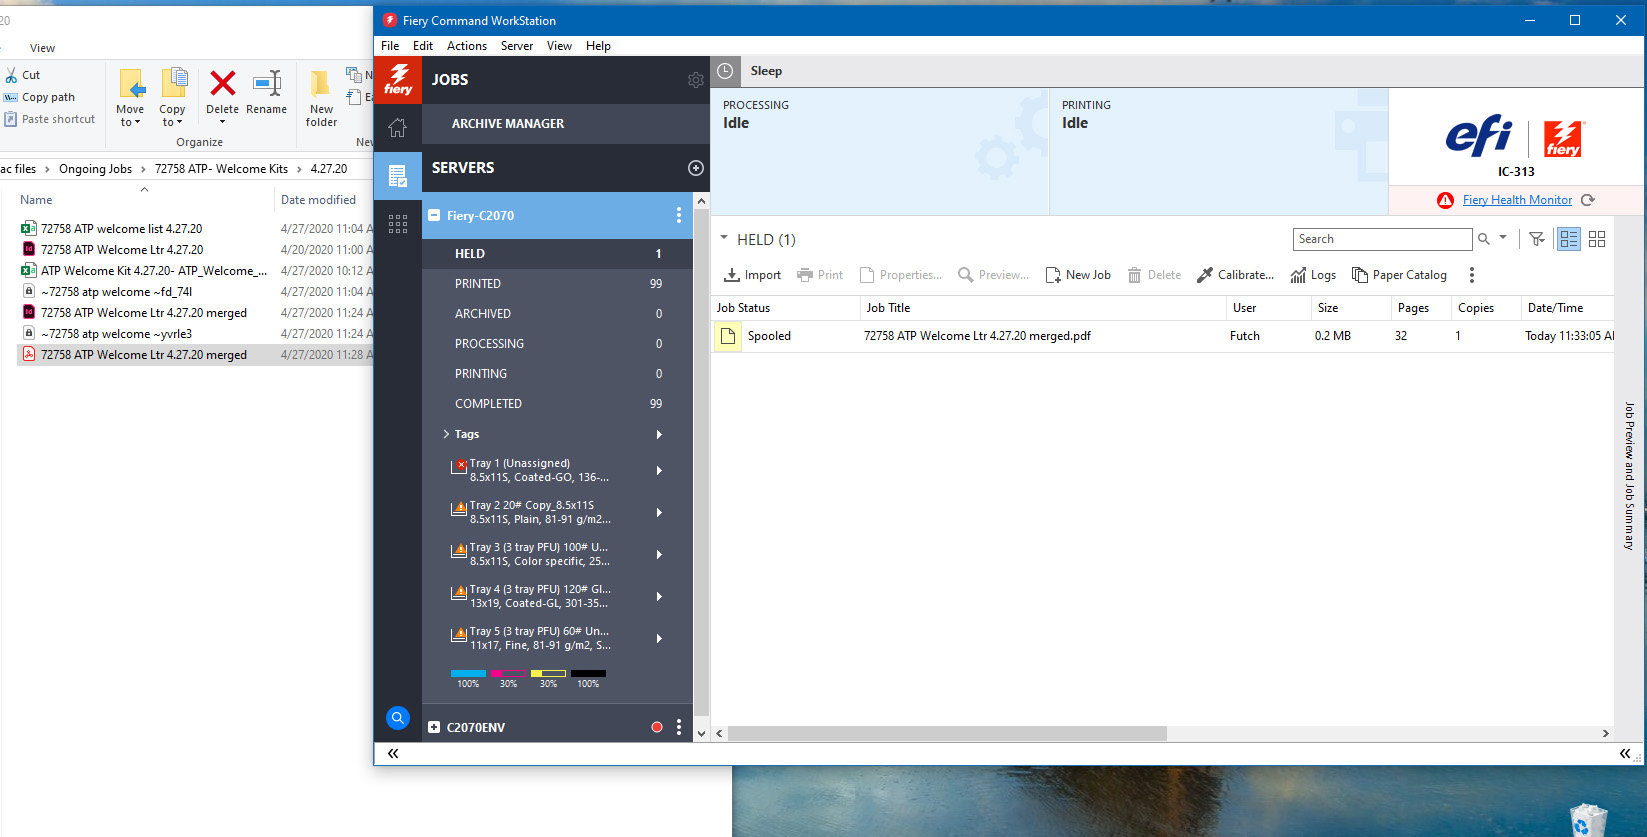 20
View
Cut
Copy path
Paste shortcut
Move to
Copy to
Delete
Rename
New folder
Organize
ac files > Ongoing Jobs > 72758 ATP- Welcome Kits > 4.27.20
Name
Date modified
72758 ATP welcome list 4.27.20
4/27/2020 11:04 A
72758 ATP Welcome Ltr 4.27.20
4/20/2020 11:00 A
ATP Welcome Kit 4.27.20- ATP_Welcome_...
4/27/2020 10:12 A
~72758 atp welcome ~fd_74l
4/27/2020 11:04 A
72758 ATP Welcome Ltr 4.27.20 merged
4/27/2020 11:24 A
~72758 atp welcome ~yvrle3
4/27/2020 11:24 A
72758 ATP Welcome Ltr 4.27.20 merged
4/27/2020 11:28 A
Fiery Command WorkStation
File Edit Actions Server View Help
fiery
JOBS
ARCHIVE MANAGER
SERVERS
Fiery-C2070
HELD 1
PRINTED 99
ARCHIVED 0
PROCESSING 0
PRINTING 0
COMPLETED 99
Tags
Tray 1 (Unassigned)
8.5x11S, Coated-GO, 136-...
Tray 2 20# Copy_8.5x11S
8.5x11S, Plain, 81-91 g/m2...
Tray 3 (3 tray PFU) 100# U...
8.5x11S, Color specific, 25...
Tray 4 (3 tray PFU) 120# Gl...
13x19, Coated-GL, 301-35...
Tray 5 (3 tray PFU) 60# Un...
11x17, Fine, 81-91 g/m2, S...
100% 30% 30% 100%
C2070ENV
Sleep
PROCESSING
Idle
PRINTING
Idle
efi
fiery
IC-313
Fiery Health Monitor
HELD (1)
Search
Import
Print
Properties...
Preview...
New Job
Delete
Calibrate...
Logs
Paper Catalog
Job Status Job Title User Size Pages Copies Date/Time
Spooled 72758 ATP Welcome Ltr 4.27.20 merged.pdf Futch 0.2 MB 32 1 Today 11:33:05 A
Job Preview and Job Summary